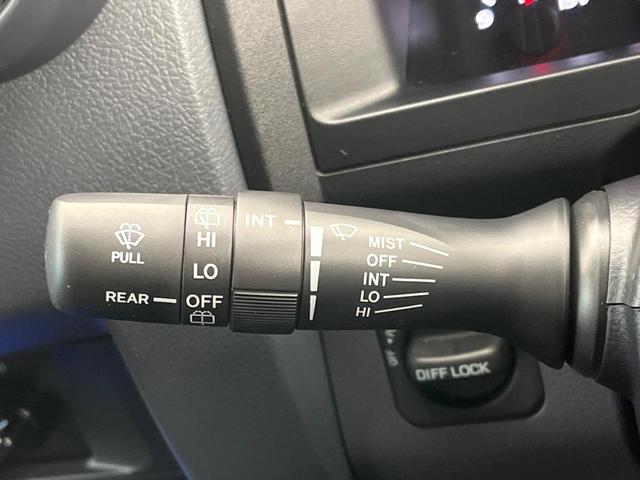 PULL
REAR
HI
LO
OFF
INT
MIST
OFF
INT
LO
HI
DIFF LOCK